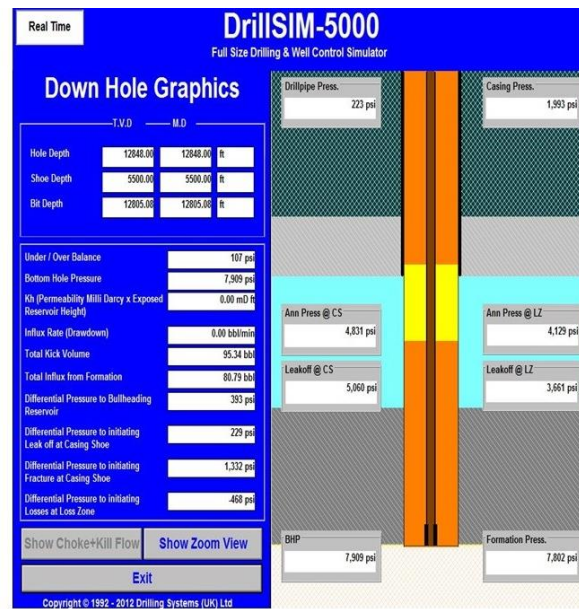 Real Time
DrillSIM-5000
Full Size Drilling & Well Control Simulator
Down Hole Graphics
T.V.D M.D
Hole Depth 12848.00 12848.00 ft
Shoe Depth 5500.00 5500.00 ft
Bit Depth 12805.08 12805.08 ft
Under / Over Balance 107 psi
Bottom Hole Pressure 7,909 psi
Kh (Permeability Milli Darcy x Exposed 0.00 mD ft
Reservoir Height)
Influx Rate (Drawdown) 0.00 bbl/min
Total Kick Volume 95.34 bbl
Total Influx from Formation 80.79 bbl
Differential Pressure to Bullheading 393 psi
Reservoir
Differential Pressure to initiating 229 psi
Leak off at Casing Shoe
Differential Pressure to initiating 1,332 psi
Fracture at Casing Shoe
Differential Pressure to initiating -468 psi
Losses at Loss Zone
Show Choke+Kill Flow Show Zoom View
Exit
Copyright © 1992 - 2012 Drilling Systems (UK) Ltd
Drillpipe Press.
223 psi
Casing Press.
1,993 psi
Ann Press @ CS
4,831 psi
Ann Press @ LZ
4,129 psi
Leakoff @ CS
5,060 psi
Leakoff @ LZ
3,661 psi
BHP
7,909 psi
Formation Press.
7,802 psi